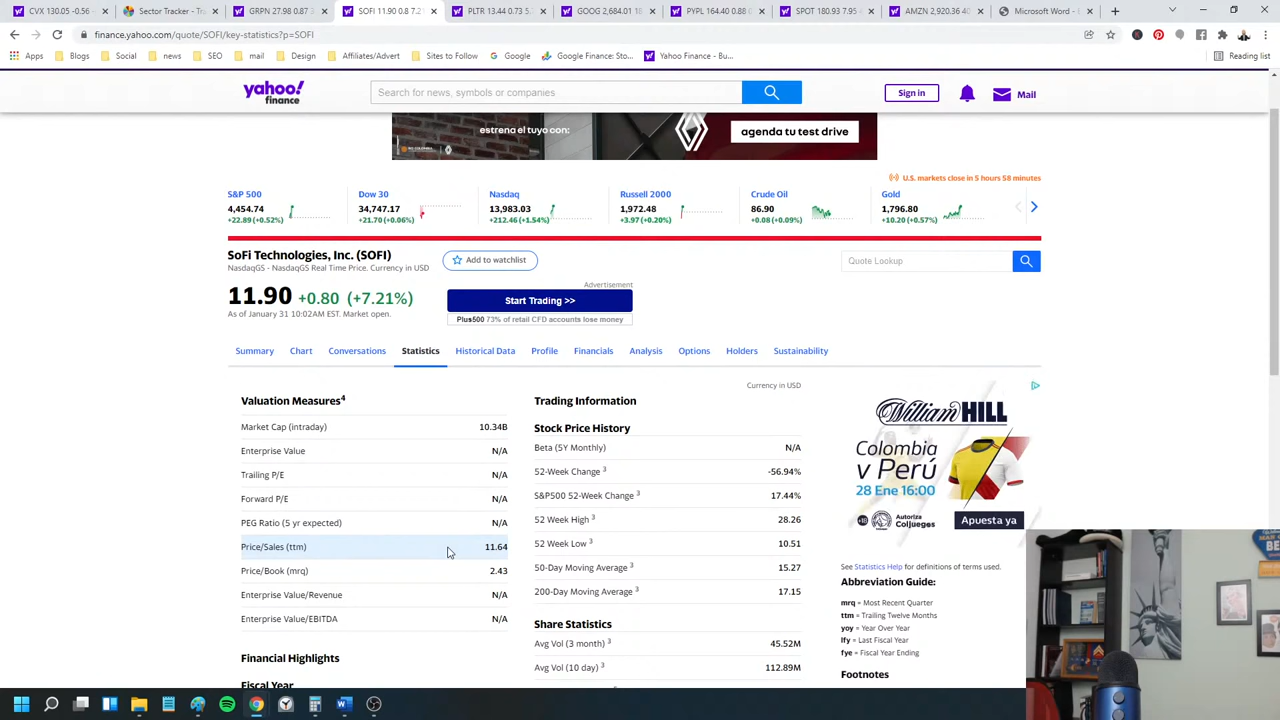 CVX 130.05 -0.56
Sector Tracker -
GRPN 27.98 0.87
SOFI 11.90 0.8 7.21
PLTR 13.44 0.73 5.
GOOG 2,684.01 18
PYPL 164.40 0.88
SPOT 180.93 7.95
AMZN 2,920.36 40
Microsoft Word -
finance.yahoo.com/quote/SOFI/key-statistics?p=SOFI
Apps
Blogs
Social
news
SEO
mail
Design
Affiliates/Advert
Sites to Follow
Google
Google Finance: Sto...
Yahoo Finance - Bu...
Reading list
yahoo!
finance
Search for news, symbols or companies
Sign in
Mail
estrena el tuyo con:
agenda tu test drive
U.S. markets close in 5 hours 58 minutes
S&P 500
4,454.74
+22.89 (+0.52%)
Dow 30
34,747.17
+21.70 (+0.06%)
Nasdaq
13,983.03
+212.46 (+1.54%)
Russell 2000
1,972.48
+3.97 (+0.20%)
Crude Oil
86.90
+0.08 (+0.09%)
Gold
1,796.80
+10.20 (+0.57%)
SoFi Technologies, Inc. (SOFI)
NasdaqGS - NasdaqGS Real Time Price. Currency in USD
Add to watchlist
Quote Lookup
11.90 +0.80 (+7.21%)
As of January 31 10:02AM EST. Market open.
Advertisement
Start Trading >>
Plus500 73% of retail CFD accounts lose money
Summary Chart Conversations Statistics Historical Data Profile Financials Analysis Options Holders Sustainability
Currency in USD
Valuation Measures4
Market Cap (intraday) 10.34B
Enterprise Value N/A
Trailing P/E N/A
Forward P/E N/A
PEG Ratio (5 yr expected) N/A
Price/Sales (ttm) 11.64
Price/Book (mrq) 2.43
Enterprise Value/Revenue N/A
Enterprise Value/EBITDA N/A
Financial Highlights
Fiscal Year
Trading Information
Stock Price History
Beta (5Y Monthly) N/A
52-Week Change 3 -56.94%
S&P500 52-Week Change 3 17.44%
52 Week High 3 28.26
52 Week Low 3 10.51
50-Day Moving Average 3 15.27
200-Day Moving Average 3 17.15
Share Statistics
Avg Vol (3 month) 3 45.52M
Avg Vol (10 day) 3 112.89M
William HILL
Colombia
v Perú
28 Ene 16:00
+18
Autoriza
Coljuegos
Apuesta ya
See Statistics Help for definitions of terms used.
Abbreviation Guide:
mrq = Most Recent Quarter
ttm = Trailing Twelve Months
yoy = Year Over Year
lfy = Last Fiscal Year
fye = Fiscal Year Ending
Footnotes